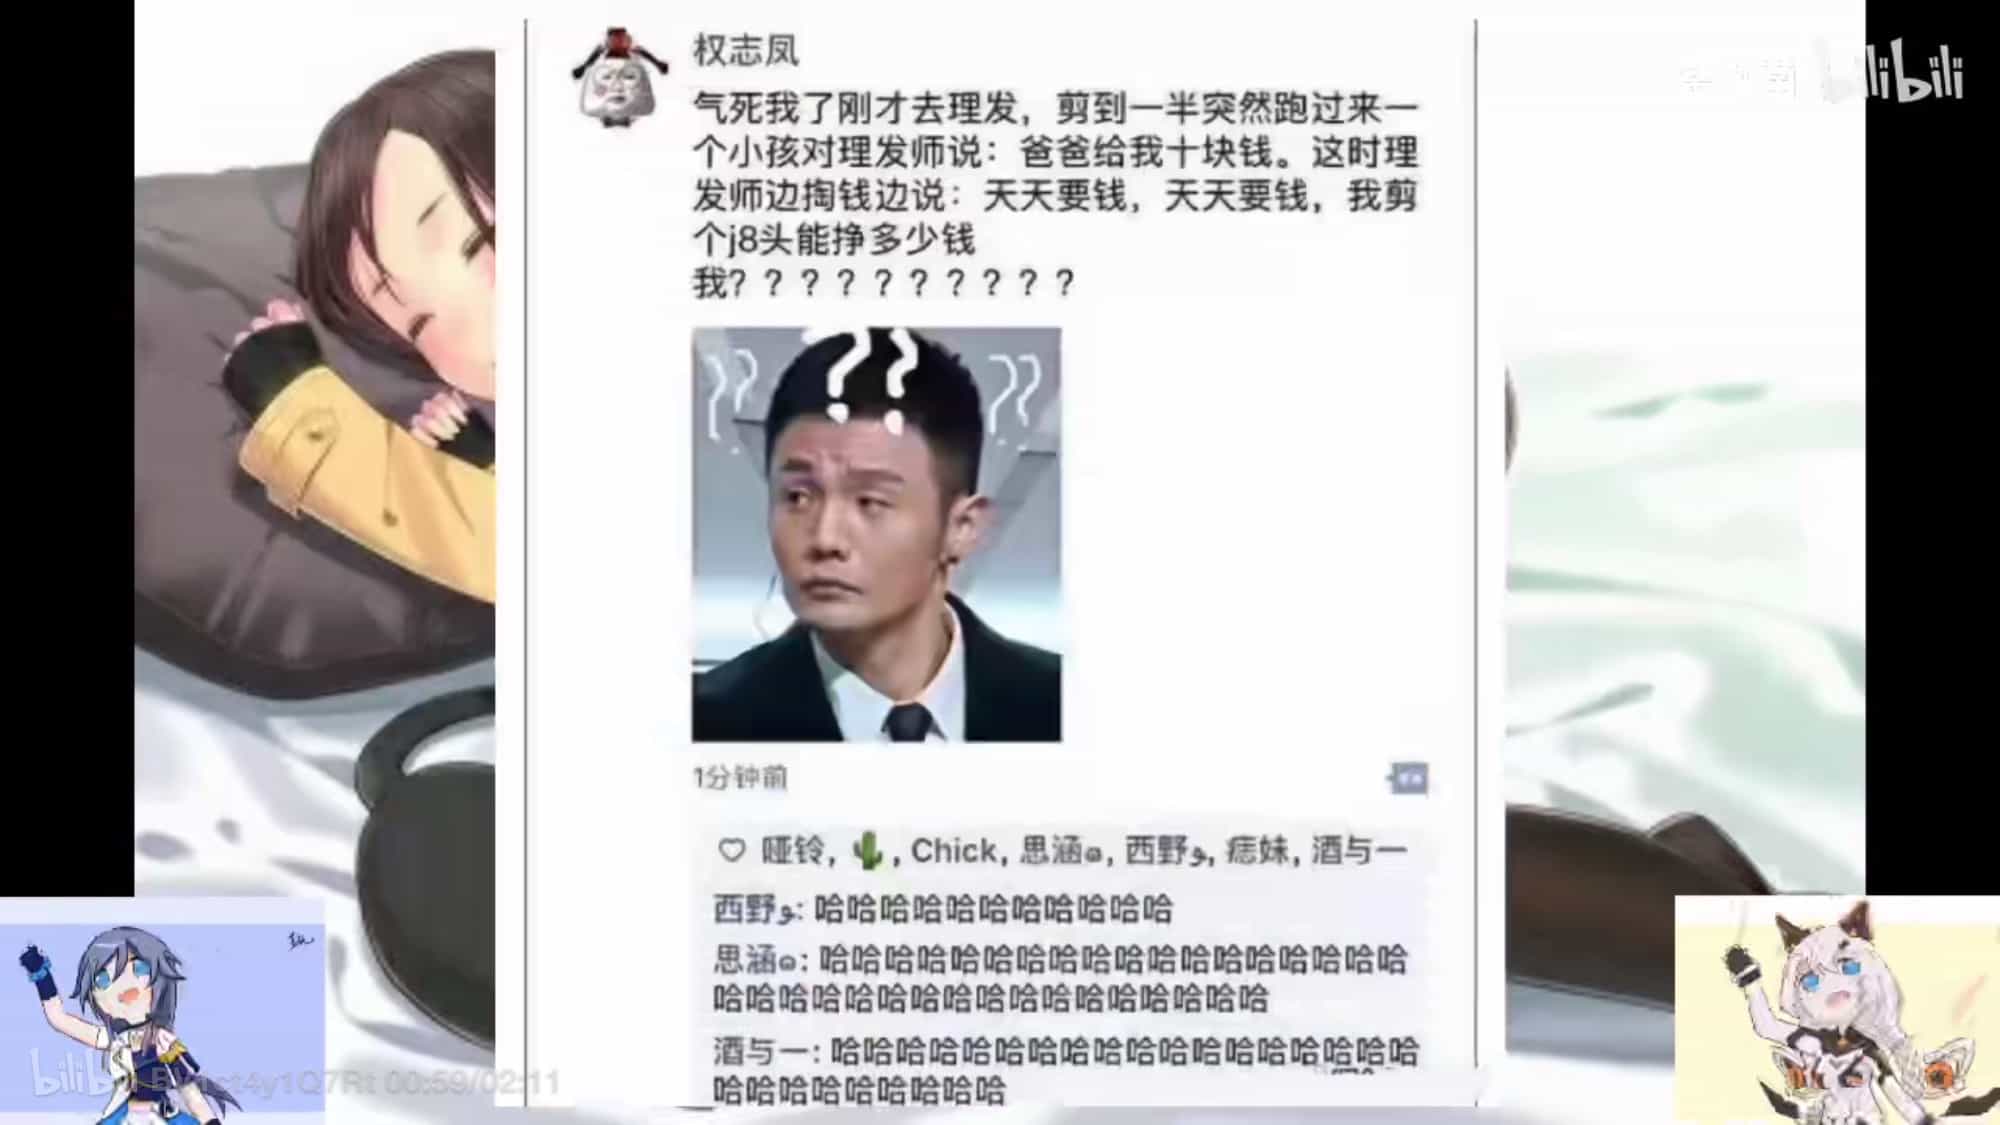 权志凤
bilibili
气死我了刚才去理发，剪到一半突然跑过来一
个小孩对理发师说：爸爸给我十块钱。这时理
发师边掏钱边说：天天要钱，天天要钱，我剪
个j8头能挣多少钱
我？？？？？？？？？？
?? ?? ??
1分钟前
哑铃, 🌵, Chick, 思涵, 西野, 痞妹, 酒与一
西野: 哈哈哈哈哈哈哈哈哈哈哈
思涵: 哈哈哈哈哈哈哈哈哈哈哈哈哈哈哈哈哈哈
哈哈哈哈哈哈哈哈哈哈哈哈哈哈哈哈哈
酒与一: 哈哈哈哈哈哈哈哈哈哈哈哈哈哈哈哈哈哈
哈哈哈哈哈哈哈哈哈
bilibili 00:59/02:11